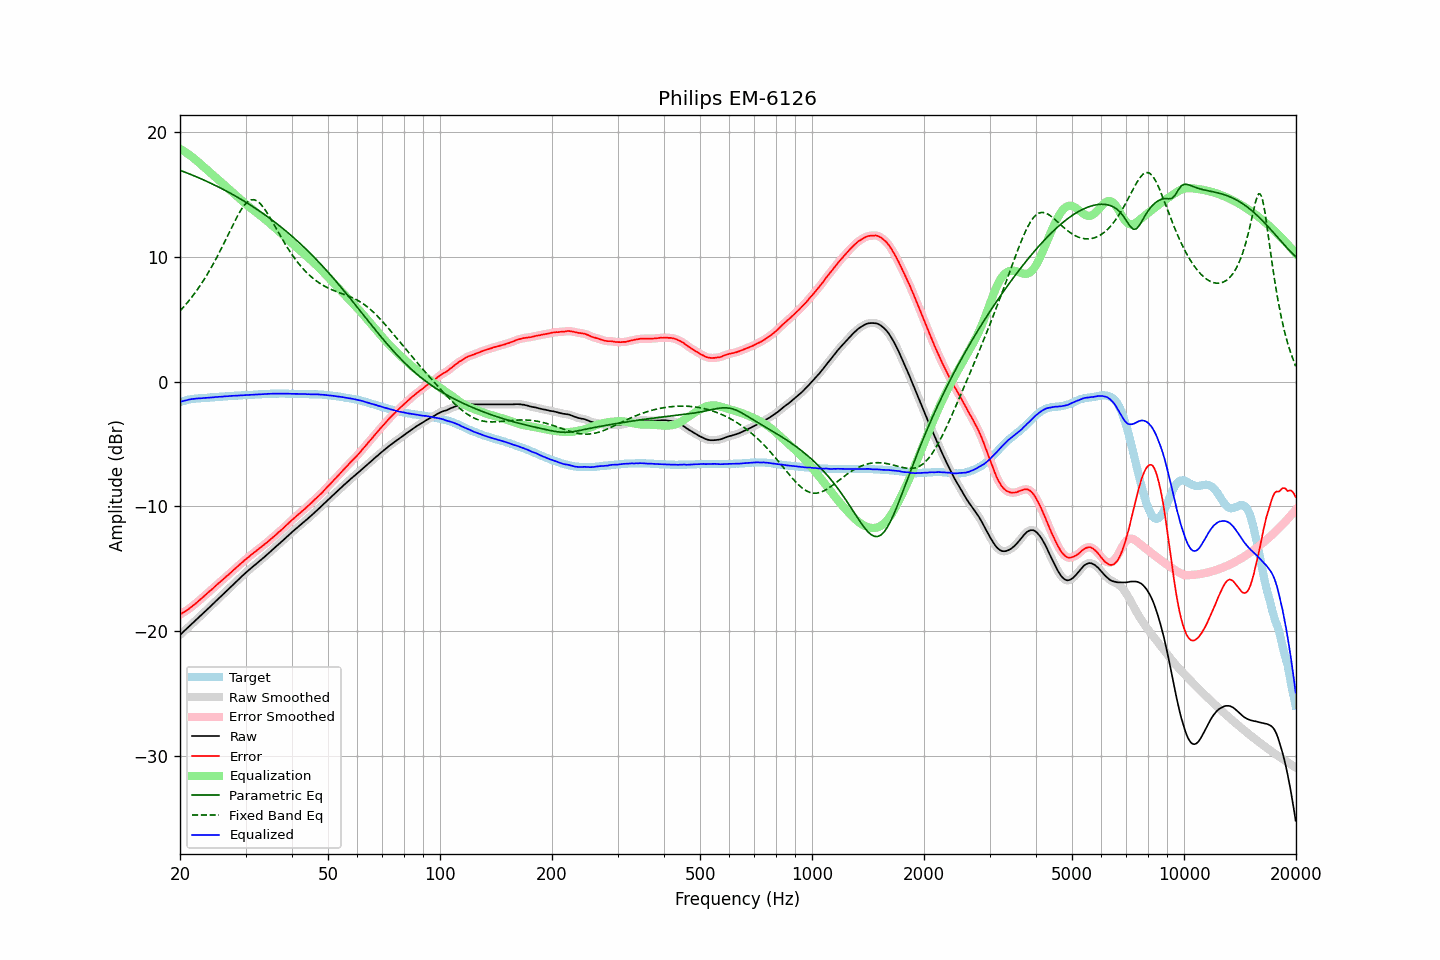 Philips EM-6126
20
10
0
−10
−20
−30
Amplitude (dBr)
Target
Raw Smoothed
Error Smoothed
Raw
Error
Equalization
Parametric Eq
Fixed Band Eq
Equalized
20 50 100 200 500 1000 2000 5000 10000 20000
Frequency (Hz)